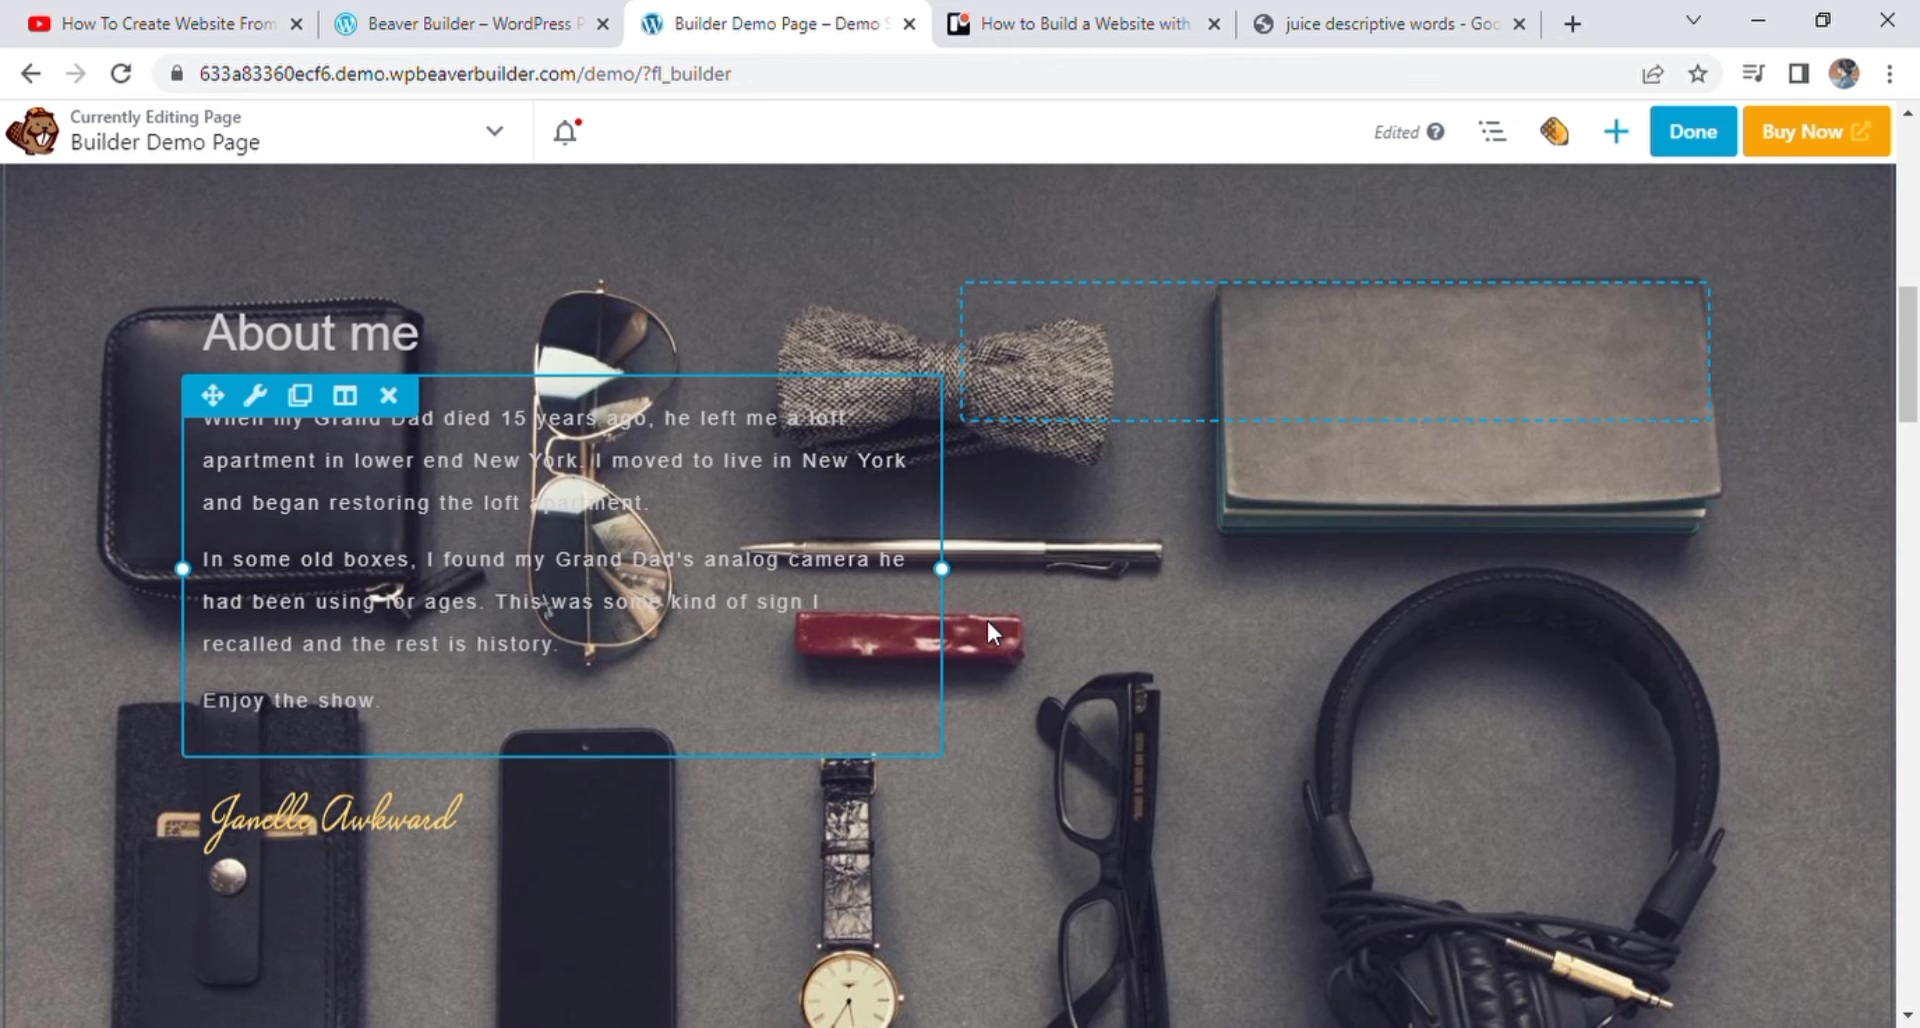 How To Create Website From
Beaver Builder – WordPress P
Builder Demo Page – Demo S
How to Build a Website with
juice descriptive words - Goo
633a83360ecf6.demo.wpbeaverbuilder.com/demo/?fl_builder
Currently Editing Page
Builder Demo Page
Edited
Done
Buy Now
About me
When my Grand Dad died 15 years ago, he left me a loft
apartment in lower end New York. I moved to live in New York
and began restoring the loft apartment.
In some old boxes, I found my Grand Dad's analog camera he
had been using for ages. This was some kind of sign I
recalled and the rest is history.
Enjoy the show.
Janelle Awkward